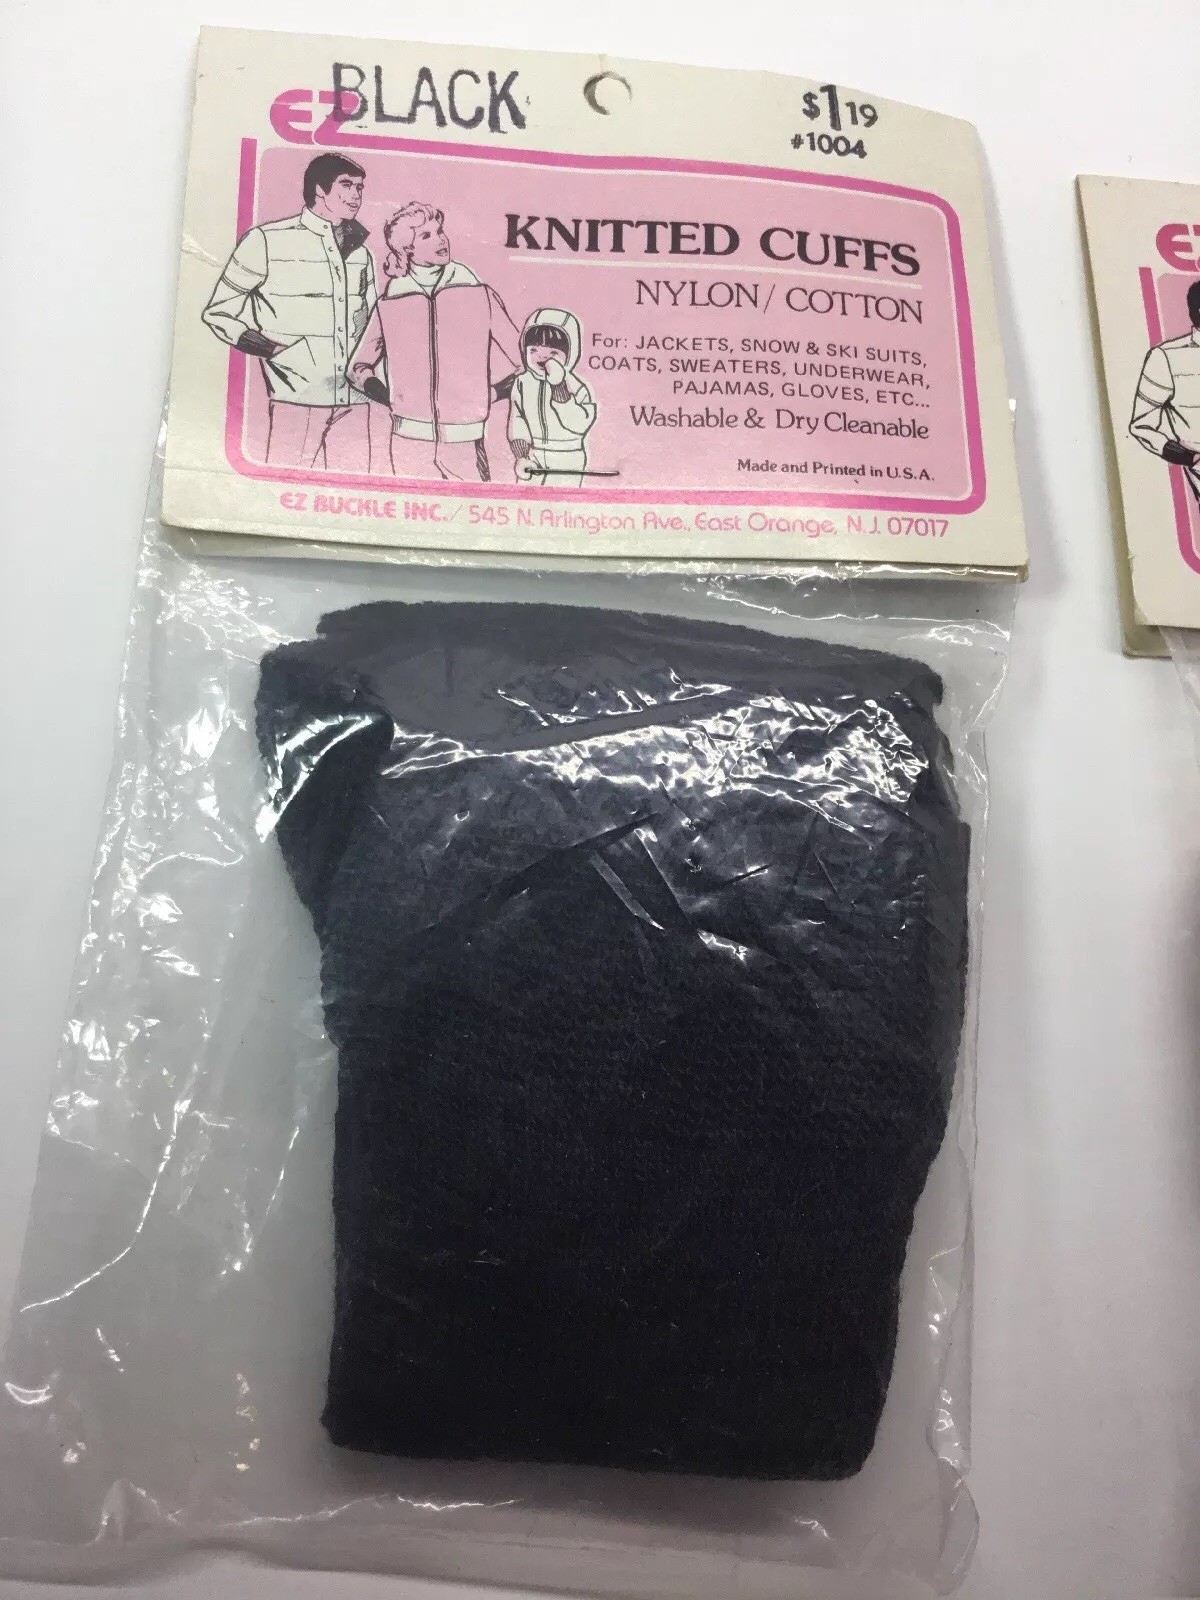 BLACK
EZ
$1 19
#1004
KNITTED CUFFS
NYLON/COTTON
For: JACKETS, SNOW & SKI SUITS,
COATS, SWEATERS, UNDERWEAR,
PAJAMAS, GLOVES, ETC...
Washable & Dry Cleanable
Made and Printed in U.S.A.
EZ BUCKLE INC./ 545 N. Arlington Ave., East Orange, N.J. 07017
EZ